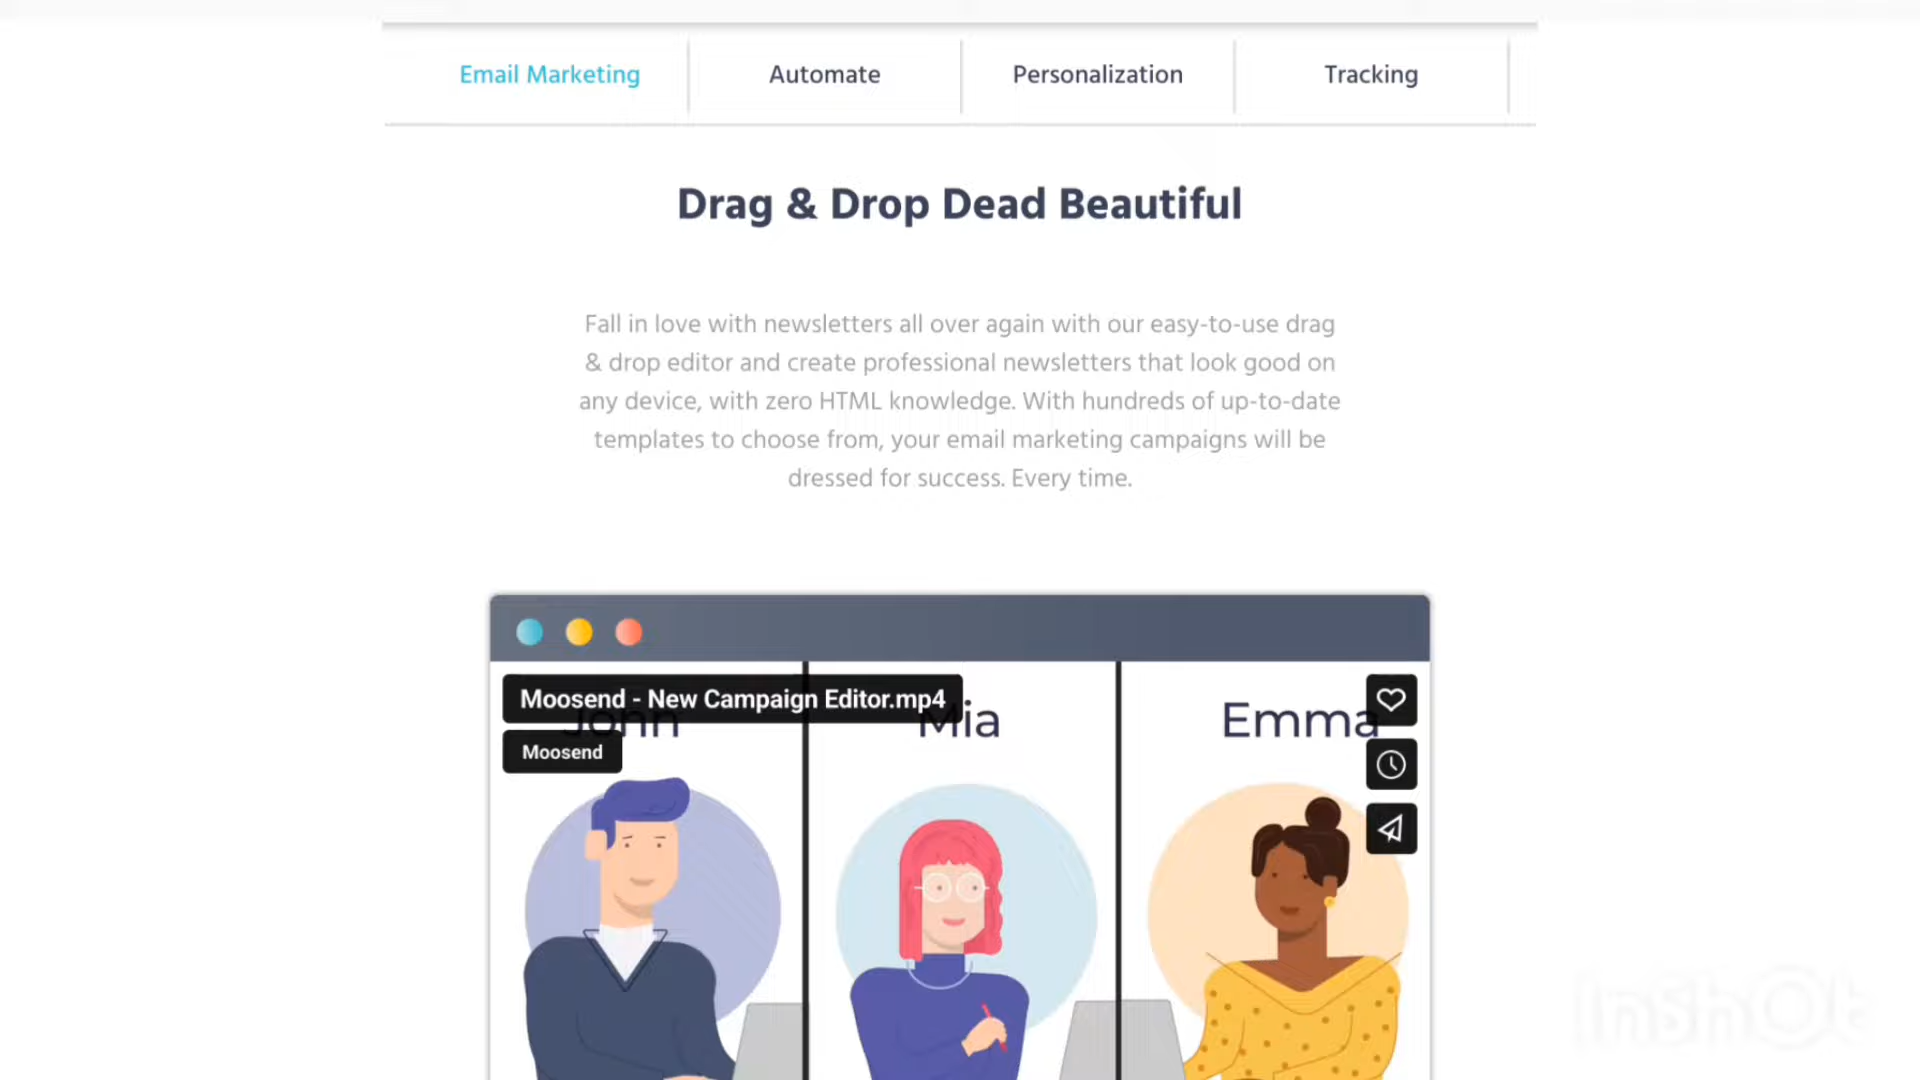 Email Marketing
Automate
Personalization
Tracking
Drag & Drop Dead Beautiful
Fall in love with newsletters all over again with our easy-to-use drag
& drop editor and create professional newsletters that look good on
any device, with zero HTML knowledge. With hundreds of up-to-date
templates to choose from, your email marketing campaigns will be
dressed for success. Every time.
Moosend - New Campaign Editor.mp4
Moosend
John
Mia
Emma
InShOt